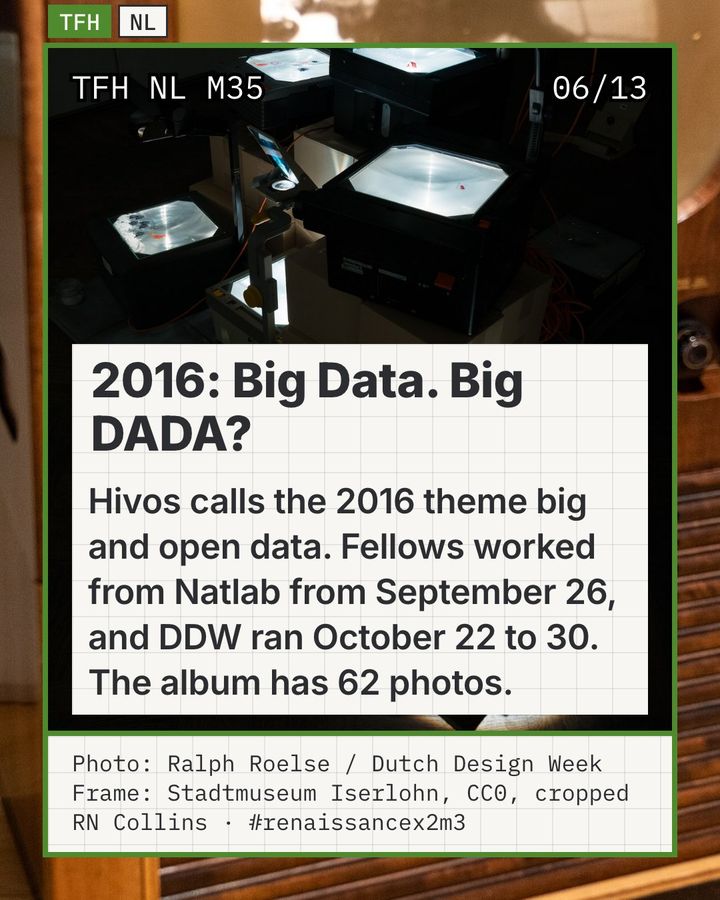 TFH NL
TFH NL M35
06/13
2016: Big Data. Big
DADA?
Hivos calls the 2016 theme big
and open data. Fellows worked
from Natlab from September 26,
and DDW ran October 22 to 30.
The album has 62 photos.
Photo: Ralph Roelse / Dutch Design Week
Frame: Stadtmuseum Iserlohn, CC0, cropped
RN Collins · #renaissancex2m3